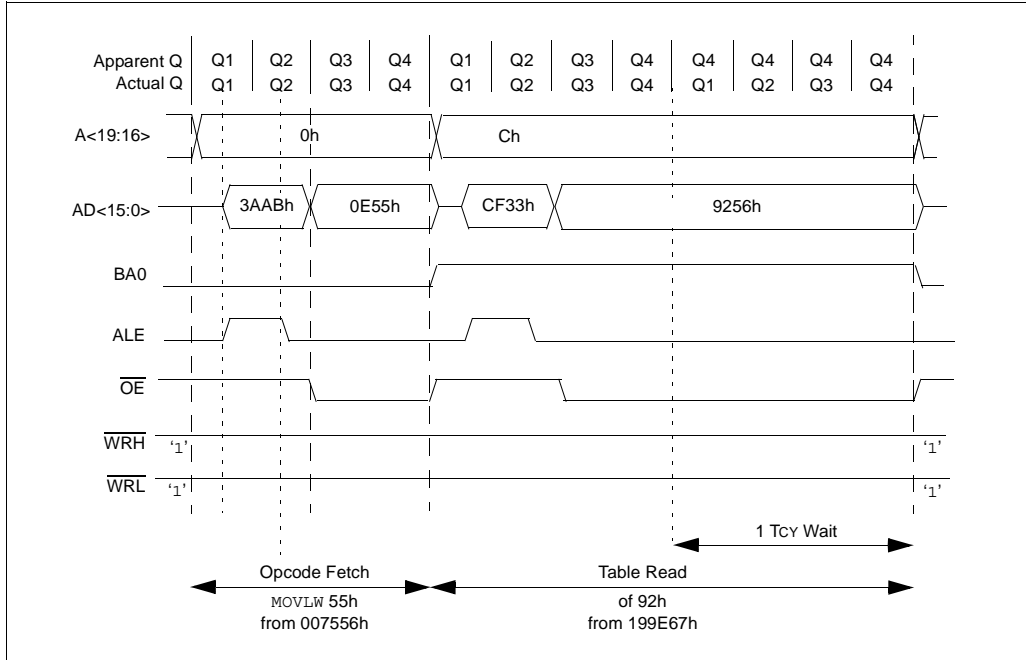 Apparent Q Q1 Q2 Q3 Q4 Q1 Q2 Q3 Q4 Q4 Q4 Q4 Q4
Actual Q Q1 Q2 Q3 Q4 Q1 Q2 Q3 Q4 Q1 Q2 Q3 Q4
A<19:16> 0h Ch
AD<15:0> 3AABh 0E55h CF33h 9256h
BA0
ALE
OE
WRH '1' '1'
WRL '1' '1'
1 TCY Wait
Opcode Fetch Table Read
MOVLW 55h of 92h
from 007556h from 199E67h